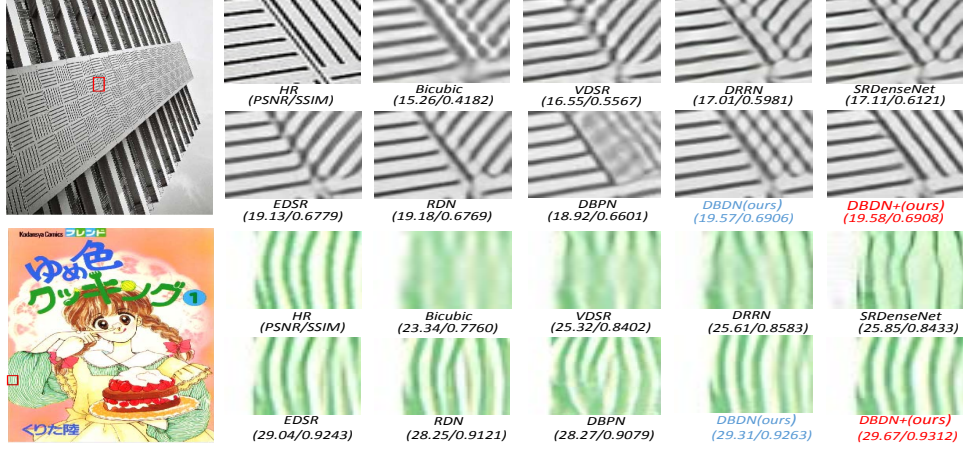 HR
(PSNR/SSIM)
Bicubic
(15.26/0.4182)
VDSR
(16.55/0.5567)
DRRN
(17.01/0.5981)
SRDenseNet
(17.11/0.6121)
EDSR
(19.13/0.6779)
RDN
(19.18/0.6769)
DBPN
(18.92/0.6601)
DBDN(ours)
(19.57/0.6906)
DBDN+(ours)
(19.58/0.6908)
Kodansya Comics フレンド
ゆめ色
クッキング 1
くりた陸
HR
(PSNR/SSIM)
Bicubic
(23.34/0.7760)
VDSR
(25.32/0.8402)
DRRN
(25.61/0.8583)
SRDenseNet
(25.85/0.8433)
EDSR
(29.04/0.9243)
RDN
(28.25/0.9121)
DBPN
(28.27/0.9079)
DBDN(ours)
(29.31/0.9263)
DBDN+(ours)
(29.67/0.9312)